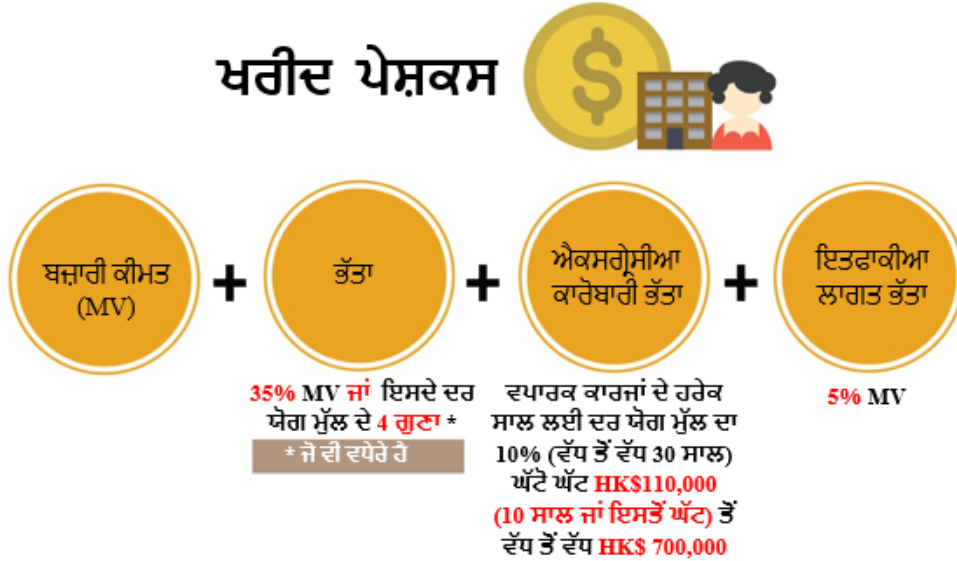 ਖਰੀਦ ਪੇਸ਼ਕਸ
$
ਬਜ਼ਾਰੀ ਕੀਮਤ
(MV)
+
ਭੱਤਾ
+
ਐਕਸਗ੍ਰੇਸੀਆ
ਕਾਰੋਬਾਰੀ ਭੱਤਾ
+
ਇਤਫਾਕੀਆ
ਲਾਗਤ ਭੱਤਾ
35% MV ਜਾਂ ਇਸਦੇ ਦਰ
ਯੋਗ ਮੁੱਲ ਦੇ 4 ਗੁਣਾ *
* ਜੋ ਵੀ ਵਧੇਰੇ ਹੈ
ਵਪਾਰਕ ਕਾਰਜਾਂ ਦੇ ਹਰੇਕ
ਸਾਲ ਲਈ ਦਰ ਯੋਗ ਮੁੱਲ ਦਾ
10% (ਵੱਧ ਤੋਂ ਵੱਧ 30 ਸਾਲ)
ਘੱਟੋ ਘੱਟ HK$110,000
(10 ਸਾਲ ਜਾਂ ਇਸਤੋਂ ਘੱਟ) ਤੋਂ
ਵੱਧ ਤੋਂ ਵੱਧ HK$ 700,000
5% MV